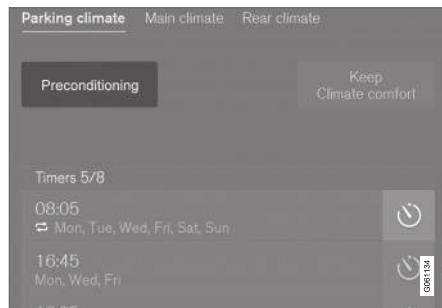 Parking climate Main climate Rear climate
Preconditioning
Keep
Climate comfort
Timers 5/8
08:05
Mon, Tue, Wed, Fri, Sat, Sun
16:45
Mon, Wed, Fri
G061134